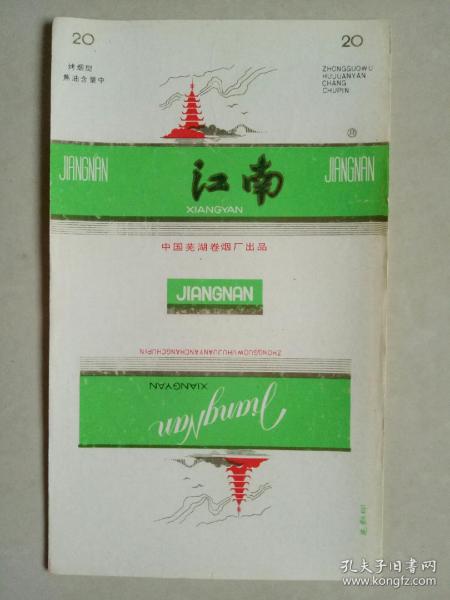 20
20
烤烟型
焦油含量中
ZHONGGUOWU
HUJUANYAN
CHANG
CHUPIN
JIANGNAN
江南
JIANGNAN
XIANGYAN
中国芜湖卷烟厂出品
JIANGNAN
ZHONGGUOWUHUJUANYANCHANGCHUPIN
XIANGYAN
JiangNan
孔夫子旧书网
www.kongfz.com